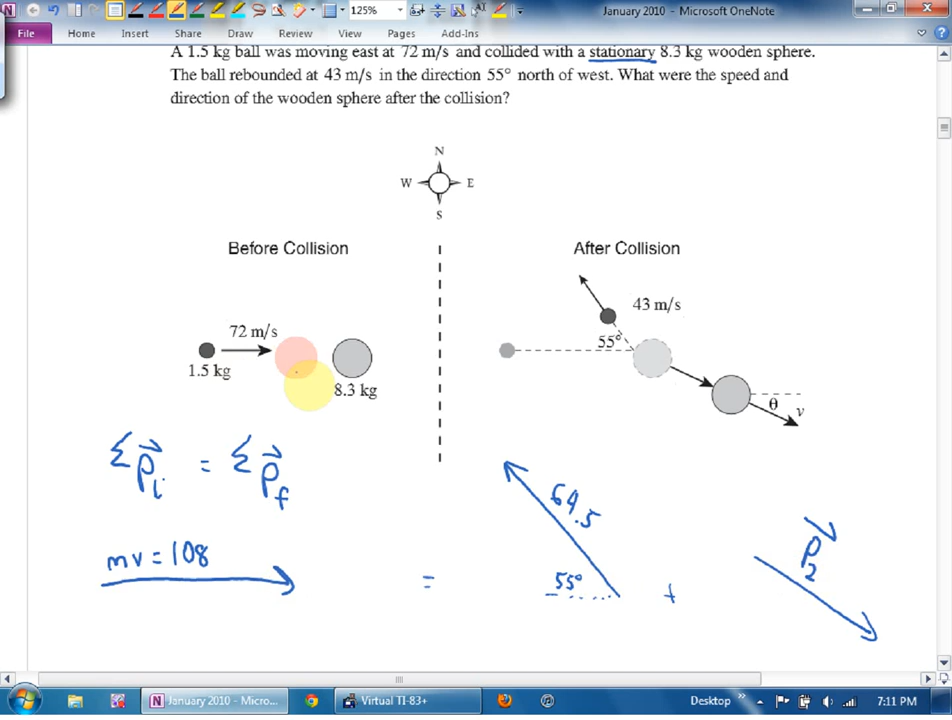 125%
January 2010 - Microsoft OneNote
File Home Insert Share Draw Review View Pages Add-Ins
A 1.5 kg ball was moving east at 72 m/s and collided with a stationary 8.3 kg wooden sphere.
The ball rebounded at 43 m/s in the direction 55° north of west. What were the speed and
direction of the wooden sphere after the collision?
N
W E
S
Before Collision
After Collision
72 m/s
1.5 kg
8.3 kg
43 m/s
55°
θ
v
Σp⃗i = Σp⃗f
mv = 108
=
64.5
55°
+
p⃗2
January 2010 - Micro...
Virtual TI-83+
Desktop
7:11 PM